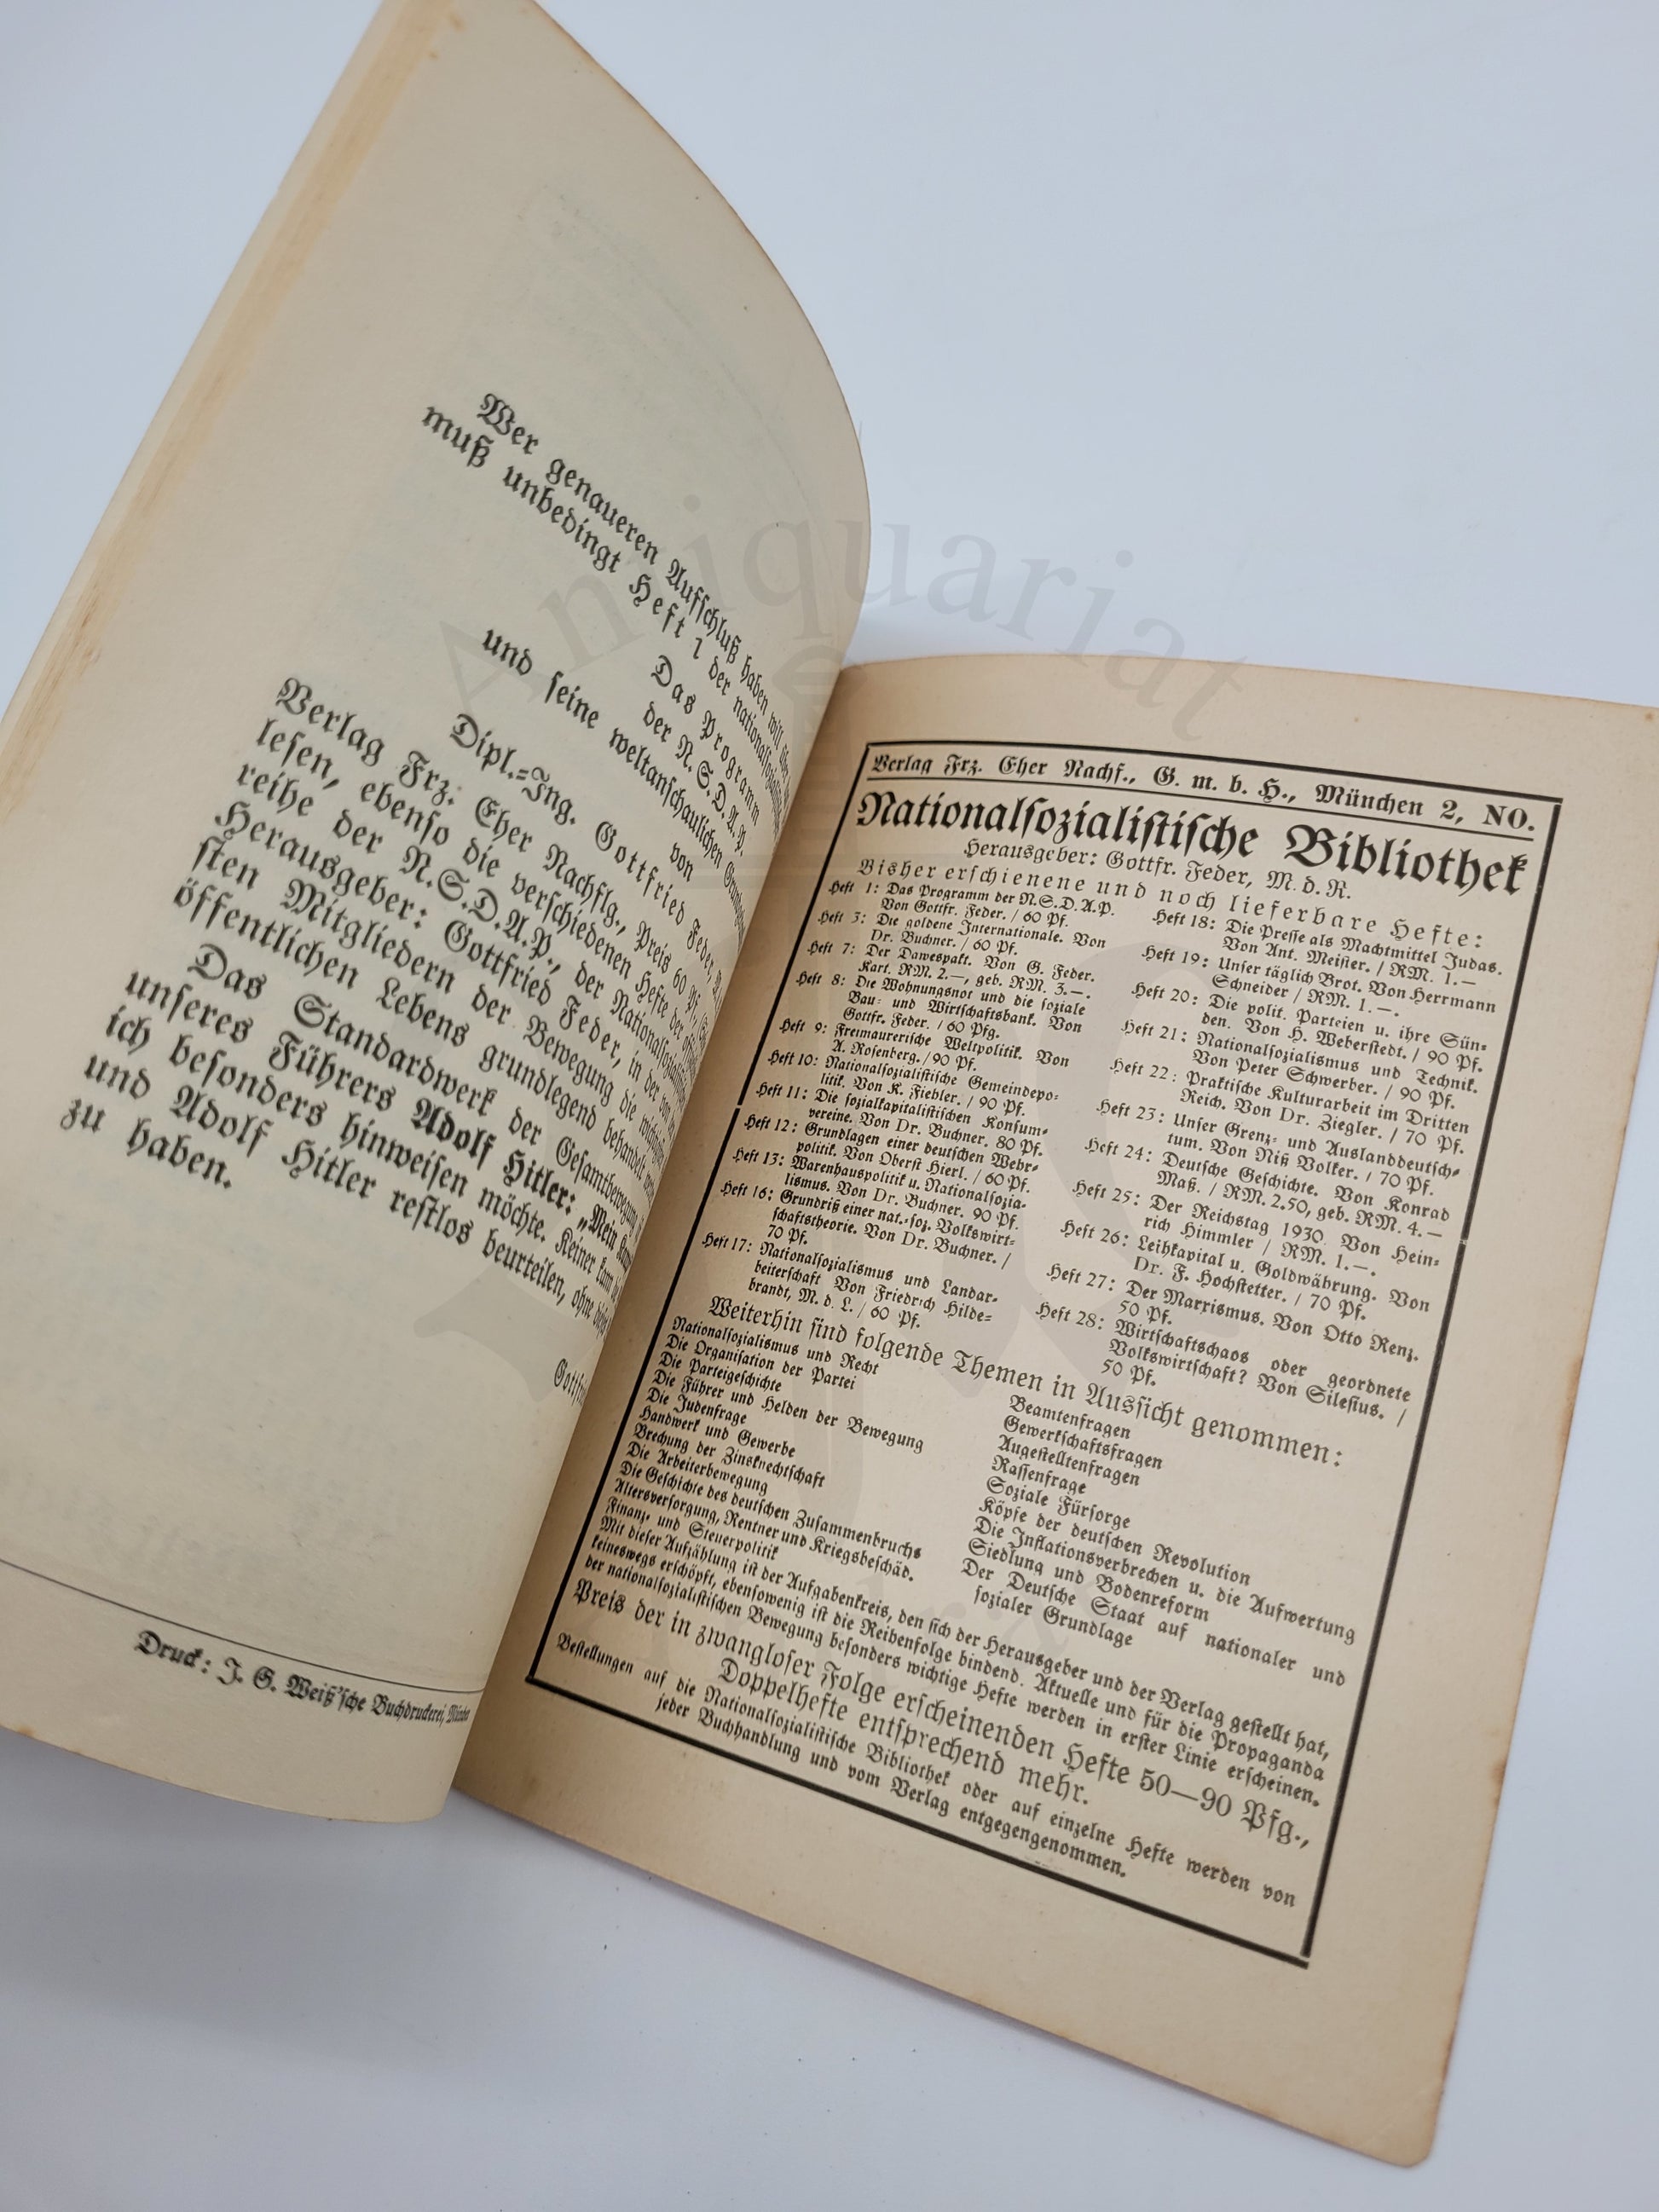 Wer genaueren Aufschluß haben will über
muß unbedingt Heft 1 der nationalsozialistischen
Das Programm
der N.S.D.A.P.
und seine weltanschaulichen
von
Dipl.-Ing. Gottfried Feder,
Verlag Frz. Eher Nachflg., Preis 60 Pf.
lesen, ebenso die verschiedenen Hefte der
reihe der N.S.D.A.P., der
Herausgeber: Gottfried Feder, in der von
sten Mitgliedern der Bewegung die
öffentlichen Lebens grundlegend behandelt
Das Standardwerk der Gesamtbewegung
unseres Führers Adolf Hitler: „Mein
ich besonders hinweisen möchte. Keiner kann
und Adolf Hitler restlos beurteilen, ohne
zu haben.
Druck: J. G. Weiß'sche Buchdruckerei,
Verlag Frz. Eher Nachf., G. m. b. H., München 2, NO.
Nationalsozialistische Bibliothek
Herausgeber: Gottfr. Feder, M. d. R.
Bisher erschienene und noch lieferbare Hefte:
Heft 1: Das Programm der N.S.D.A.P.
Von Gottfr. Feder. / 60 Pf.
Heft 3: Die goldene Internationale. Von
Dr. Buchner. / 60 Pf.
Heft 7: Der Dawespakt. Von G. Feder.
Kart. RM. 2.—, geb. RM. 3.—.
Heft 8: Die Wohnungsnot und die soziale
Bau- und Wirtschaftsbank. Von
Gottfr. Feder. / 60 Pfg.
Heft 9: Freimaurerische Weltpolitik. Von
A. Rosenberg. / 90 Pf.
Heft 10: Nationalsozialistische Gemeindepo-
litik. Von K. Fiehler. / 90 Pf.
Heft 11: Die sozialkapitalistischen Konsum-
vereine. Von Dr. Buchner. 80 Pf.
Heft 12: Grundlagen einer deutschen Wehr-
politik. Von Oberst Hierl. / 60 Pf.
Heft 13: Warenhauspolitik u. Nationalsozia-
lismus. Von Dr. Buchner. 90 Pf.
Heft 16: Grundriß einer nat.-soz. Volkswirt-
schaftstheorie. Von Dr. Buchner. /
70 Pf.
Heft 17: Nationalsozialismus und Landar-
beiterschaft Von Friedrich Hilde-
brandt, M. d. L. / 60 Pf.
Heft 18: Die Presse als Machtmittel Judas.
Von Ant. Meister. / RM. 1.—
Heft 19: Unser täglich Brot. Von Herrmann
Schneider / RM. 1.—.
Heft 20: Die polit. Parteien u. ihre Sün-
den. Von H. Weberstedt. / 90 Pf.
Heft 21: Nationalsozialismus und Technik.
Von Peter Schwerber. / 90 Pf.
Heft 22: Praktische Kulturarbeit im Dritten
Reich. Von Dr. Ziegler. / 70 Pf.
Heft 23: Unser Grenz- und Auslanddeutsch-
tum. Von Niß Volker. / 70 Pf.
Heft 24: Deutsche Geschichte. Von Konrad
Maß. / RM. 2.50, geb. RM. 4.—
Heft 25: Der Reichstag 1930. Von Hein-
rich Himmler / RM. 1.—.
Heft 26: Leihkapital u. Goldwährung. Von
Dr. F. Hochstetter. / 70 Pf.
Heft 27: Der Marxismus. Von Otto Renz.
50 Pf.
Heft 28: Wirtschaftschaos oder geordnete
Volkswirtschaft? Von Silesius. /
50 Pf.
Weiterhin sind folgende Themen in Aussicht genommen:
Nationalsozialismus und Recht
Die Organisation der Partei
Die Parteigeschichte
Die Führer und Helden der Bewegung
Die Judenfrage
Handwerk und Gewerbe
Brechung der Zinsknechtschaft
Die Arbeiterbewegung
Die Geschichte des deutschen Zusammenbruchs
Altersversorgung, Rentner und Kriegsbeschäd.
Finanz- und Steuerpolitik
Beamtenfragen
Gewerkschaftsfragen
Augestelltenfragen
Rassenfrage
Soziale Fürsorge
Köpfe der deutschen Revolution
Die Inflationsverbrechen u. die Aufwertung
Siedlung und Bodenreform
Der Deutsche Staat auf nationaler und
sozialer Grundlage
Mit dieser Aufzählung ist der Aufgabenkreis, den sich der Herausgeber und der Verlag gestellt hat,
keineswegs erschöpft, ebensowenig ist die Reihenfolge bindend. Aktuelle und für die Propaganda
der nationalsozialistischen Bewegung besonders wichtige Hefte werden in erster Linie erscheinen.
Preis der in zwangloser Folge erscheinenden Hefte 50—90 Pfg.,
Doppelhefte entsprechend mehr.
Bestellungen auf die Nationalsozialistische Bibliothek oder auf einzelne Hefte werden von
jeder Buchhandlung und vom Verlag entgegengenommen.
Antiquariat